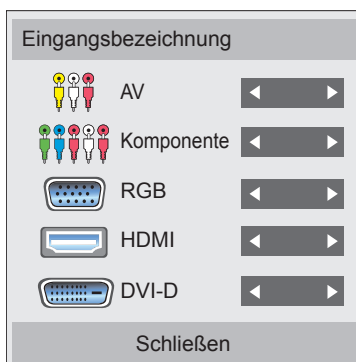 Eingangsbezeichnung
AV
Komponente
RGB
HDMI
DVI-D
Schließen